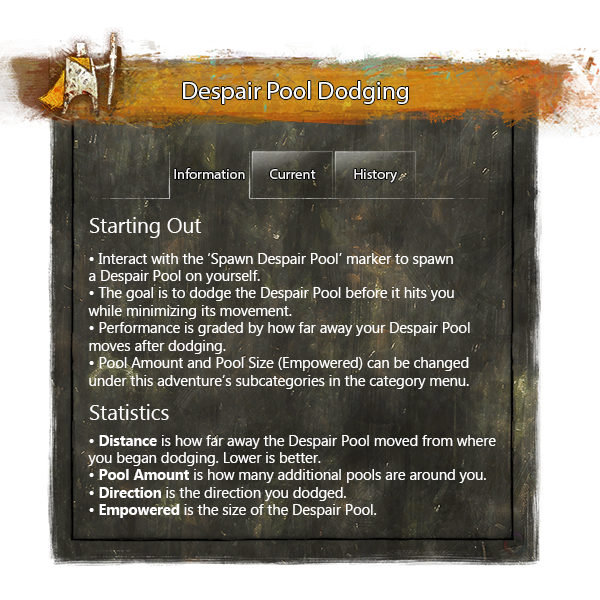 Despair Pool Dodging
Information Current History
Starting Out
• Interact with the ‘Spawn Despair Pool’ marker to spawn
a Despair Pool on yourself.
• The goal is to dodge the Despair Pool before it hits you
while minimizing its movement.
• Performance is graded by how far away your Despair Pool
moves after dodging.
• Pool Amount and Pool Size (Empowered) can be changed
under this adventure’s subcategories in the category menu.
Statistics
• Distance is how far away the Despair Pool moved from where
you began dodging. Lower is better.
• Pool Amount is how many additional pools are around you.
• Direction is the direction you dodged.
• Empowered is the size of the Despair Pool.